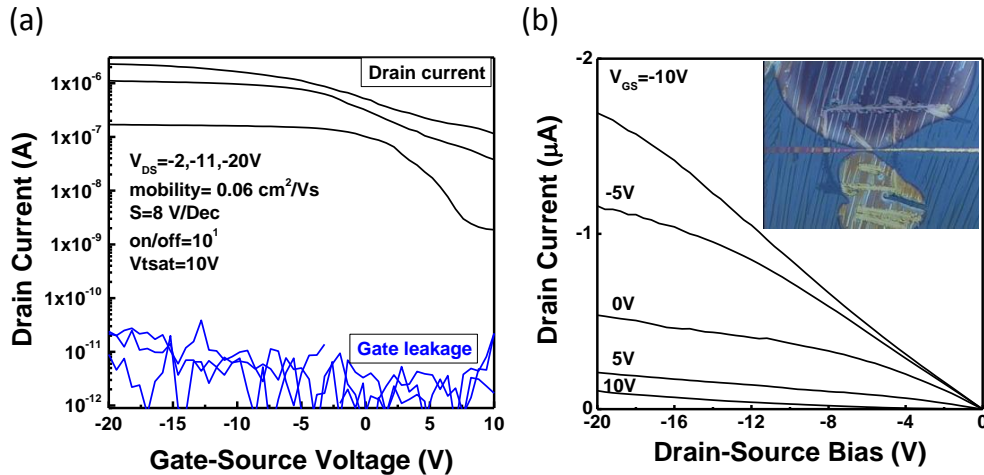 (a)
Drain current
1x10⁻⁶
1x10⁻⁷
1x10⁻⁸
1x10⁻⁹
1x10⁻¹⁰
10⁻¹¹
10⁻¹²
Drain Current (A)
V_DS=-2,-11,-20V
mobility= 0.06 cm²/Vs
S=8 V/Dec
on/off=10¹
Vtsat=10V
Gate leakage
-20 -15 -10 -5 0 5 10
Gate-Source Voltage (V)
(b)
-2
-1
0
Drain Current (μA)
V_GS=-10V
-5V
0V
5V
10V
-20 -16 -12 -8 -4 0
Drain-Source Bias (V)